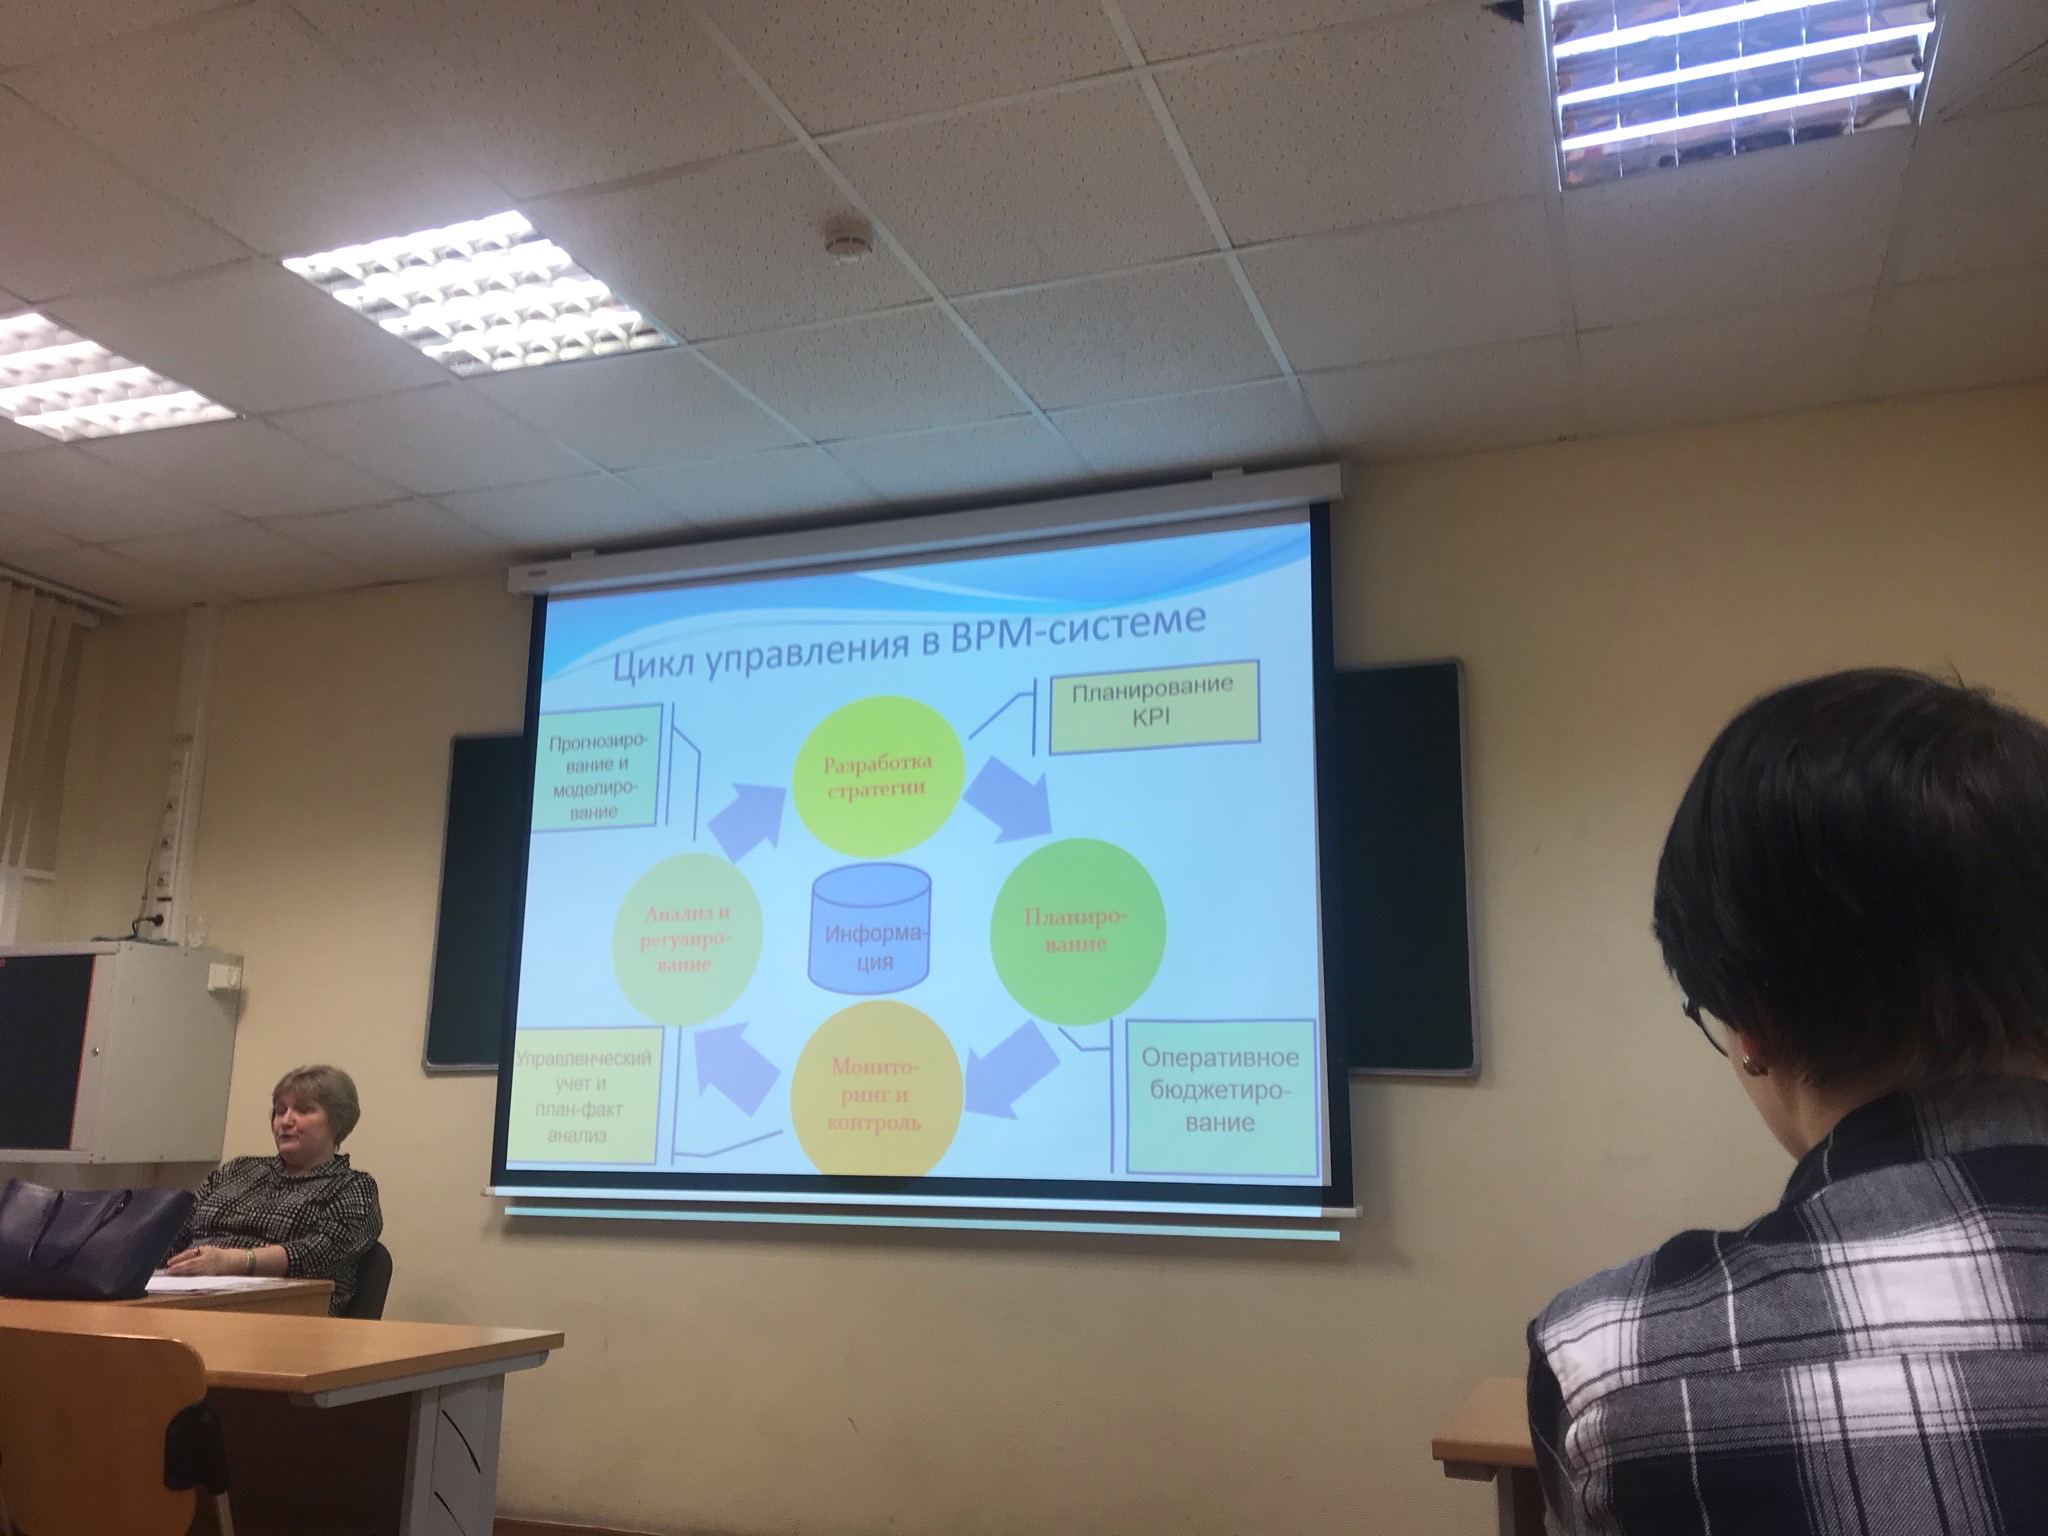 Цикл управления в BPM-системе
Планирование
KPI
Прогнозиро-
вание и
моделиро-
вание
Разработка
стратегии
Анализ и
регулиро-
вание
Информа-
ция
Планиро-
вание
Управленческий
учет и
план-факт
анализ
Монито-
ринг и
контроль
Оперативное
бюджетиро-
вание